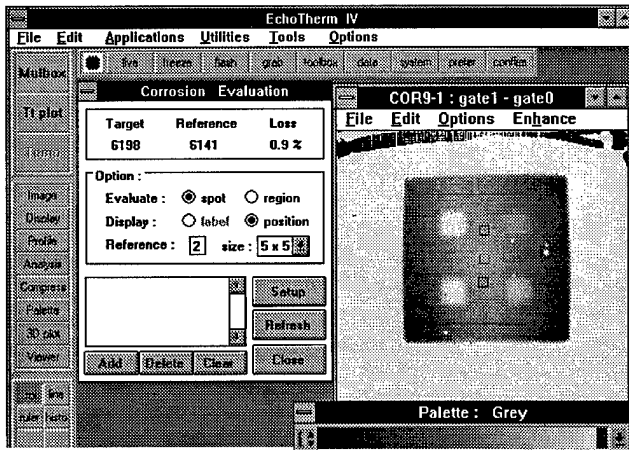 EchoTherm IV
File Edit Applications Utilities Tools Options
Mulbox
live freeze flash grab toolbox data system prefer confirm
Tt plot
Corrosion Evaluation
Target Reference Loss
6198 6141 0.9 %
Option :
Evaluate : spot region
Display : label position
Reference : 2 size : 5 x 5
Setup
Refresh
Add Delete Clear Close
COR9-1 : gate1 - gate0
File Edit Options Enhance
Image
Display
Profile
Analysis
Compress
Palette
3D plot
Viewer
line
ruler
Palette : Grey